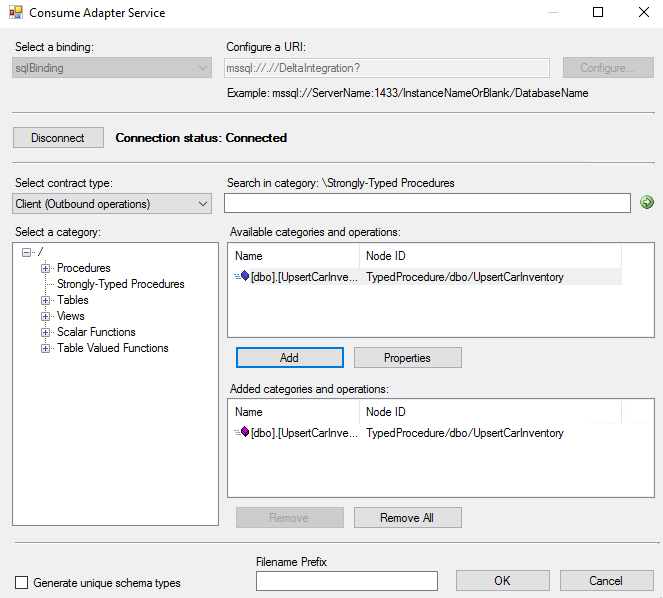 Consume Adapter Service
Select a binding:
Configure a URI:
sqlBinding
mssql://.//DeltaIntegration?
Configure...
Example: mssql://ServerName:1433/InstanceNameOrBlank/DatabaseName
Disconnect
Connection status: Connected
Select contract type:
Search in category: \Strongly-Typed Procedures
Client (Outbound operations)
Select a category:
/
Procedures
Strongly-Typed Procedures
Tables
Views
Scalar Functions
Table Valued Functions
Available categories and operations:
Name Node ID
[dbo].[UpsertCarInve... TypedProcedure/dbo/UpsertCarInventory
Add
Properties
Added categories and operations:
Name Node ID
[dbo].[UpsertCarInve... TypedProcedure/dbo/UpsertCarInventory
Remove
Remove All
Filename Prefix
Generate unique schema types
OK
Cancel